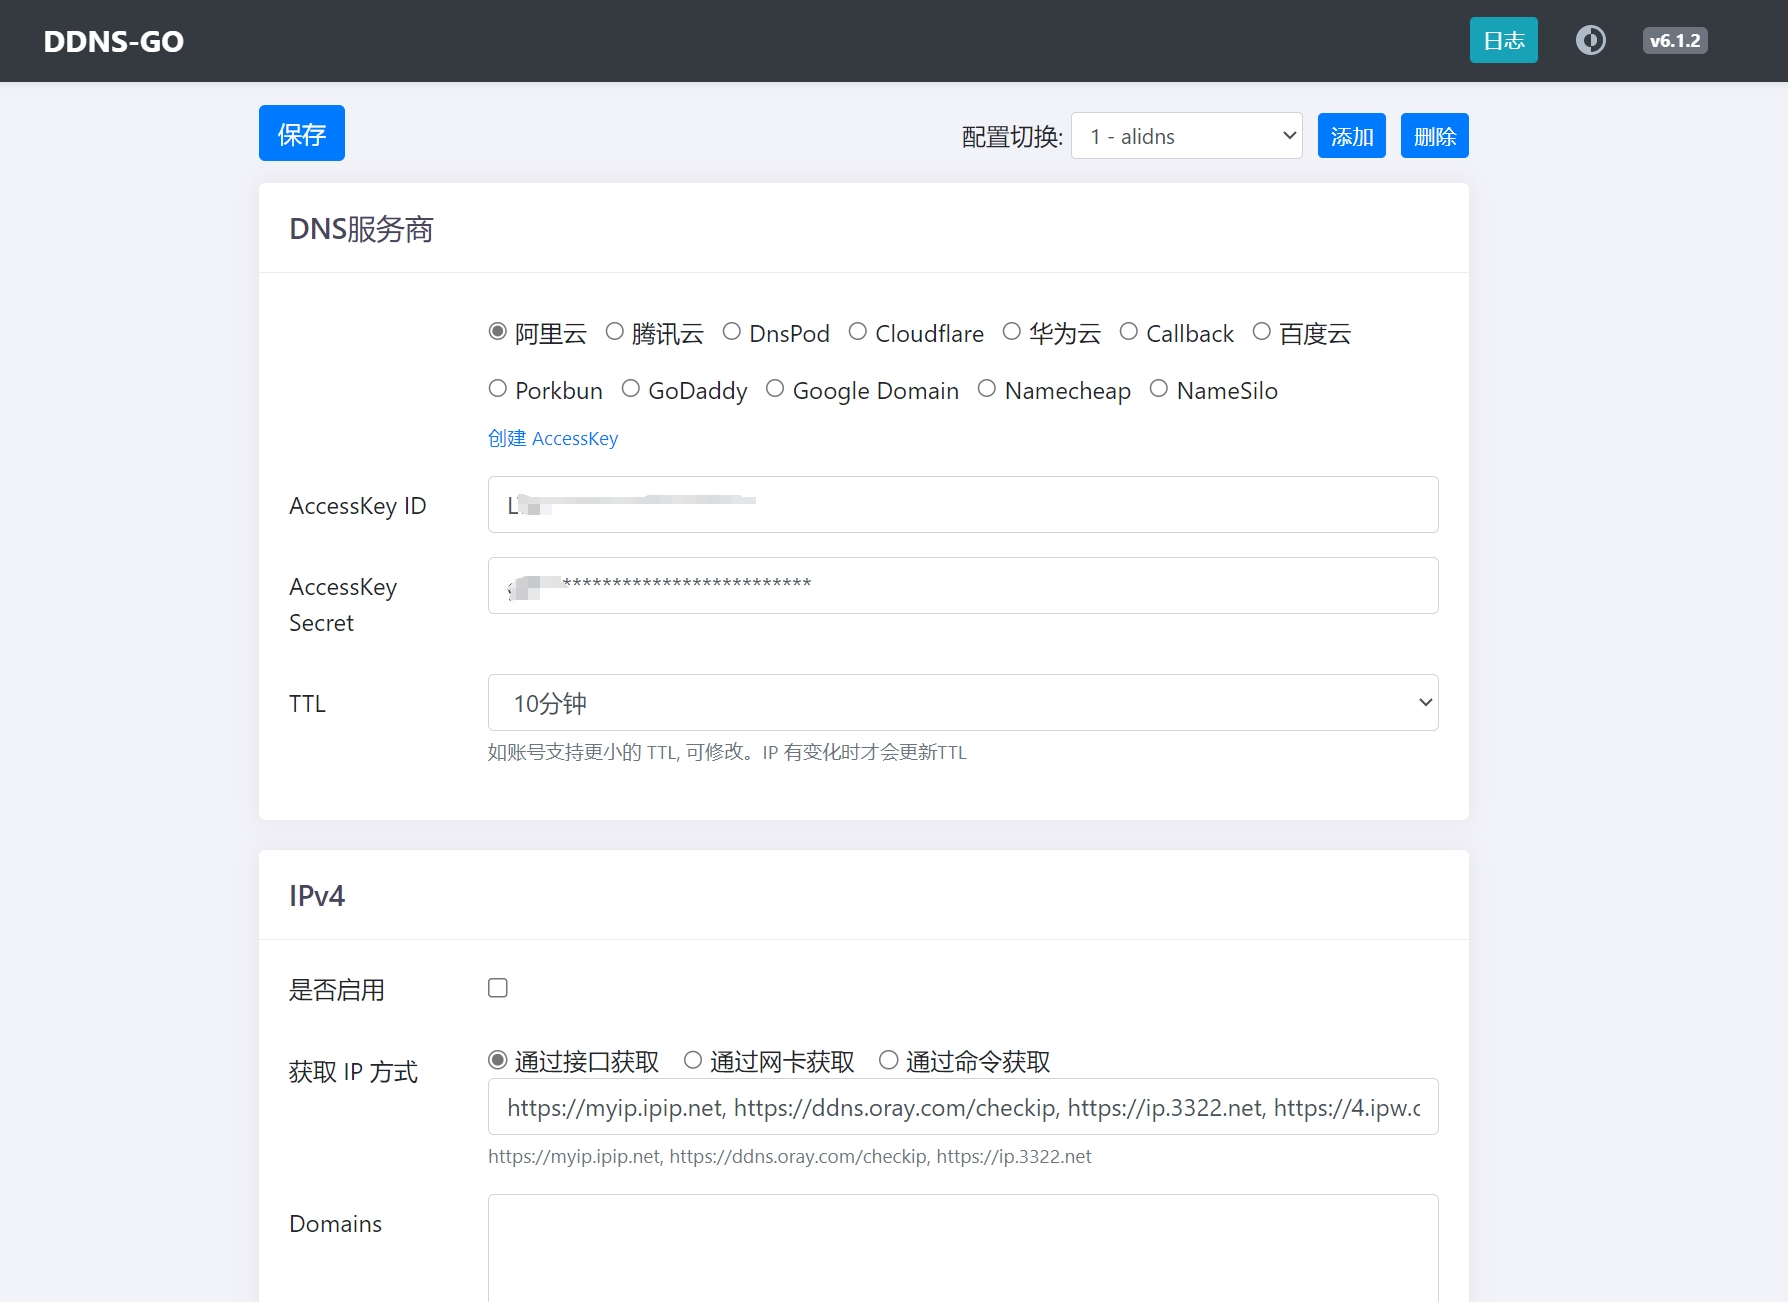 DDNS-GO 日志 v6.1.2
保存 配置切换: 1 - alidns 添加 删除
DNS服务商
阿里云 腾讯云 DnsPod Cloudflare 华为云 Callback 百度云
Porkbun GoDaddy Google Domain Namecheap NameSilo
创建 AccessKey
AccessKey ID L
AccessKey *************************
Secret
TTL 10分钟
如账号支持更小的 TTL, 可修改。IP 有变化时才会更新TTL
IPv4
是否启用
获取 IP 方式 通过接口获取 通过网卡获取 通过命令获取
https://myip.ipip.net, https://ddns.oray.com/checkip, https://ip.3322.net, https://4.ipw.c
https://myip.ipip.net, https://ddns.oray.com/checkip, https://ip.3322.net
Domains